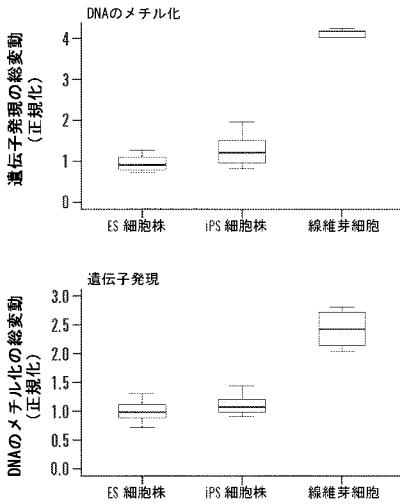 DNAのメチル化
遺伝子発現の総変動
(正規化)
4
3
2
1
0
ES 細胞株
iPS 細胞株
線維芽細胞
遺伝子発現
DNAのメチル化の総変動
(正規化)
3.0
2.5
2.0
1.5
1.0
0.5
0.0
ES 細胞株
iPS 細胞株
線維芽細胞